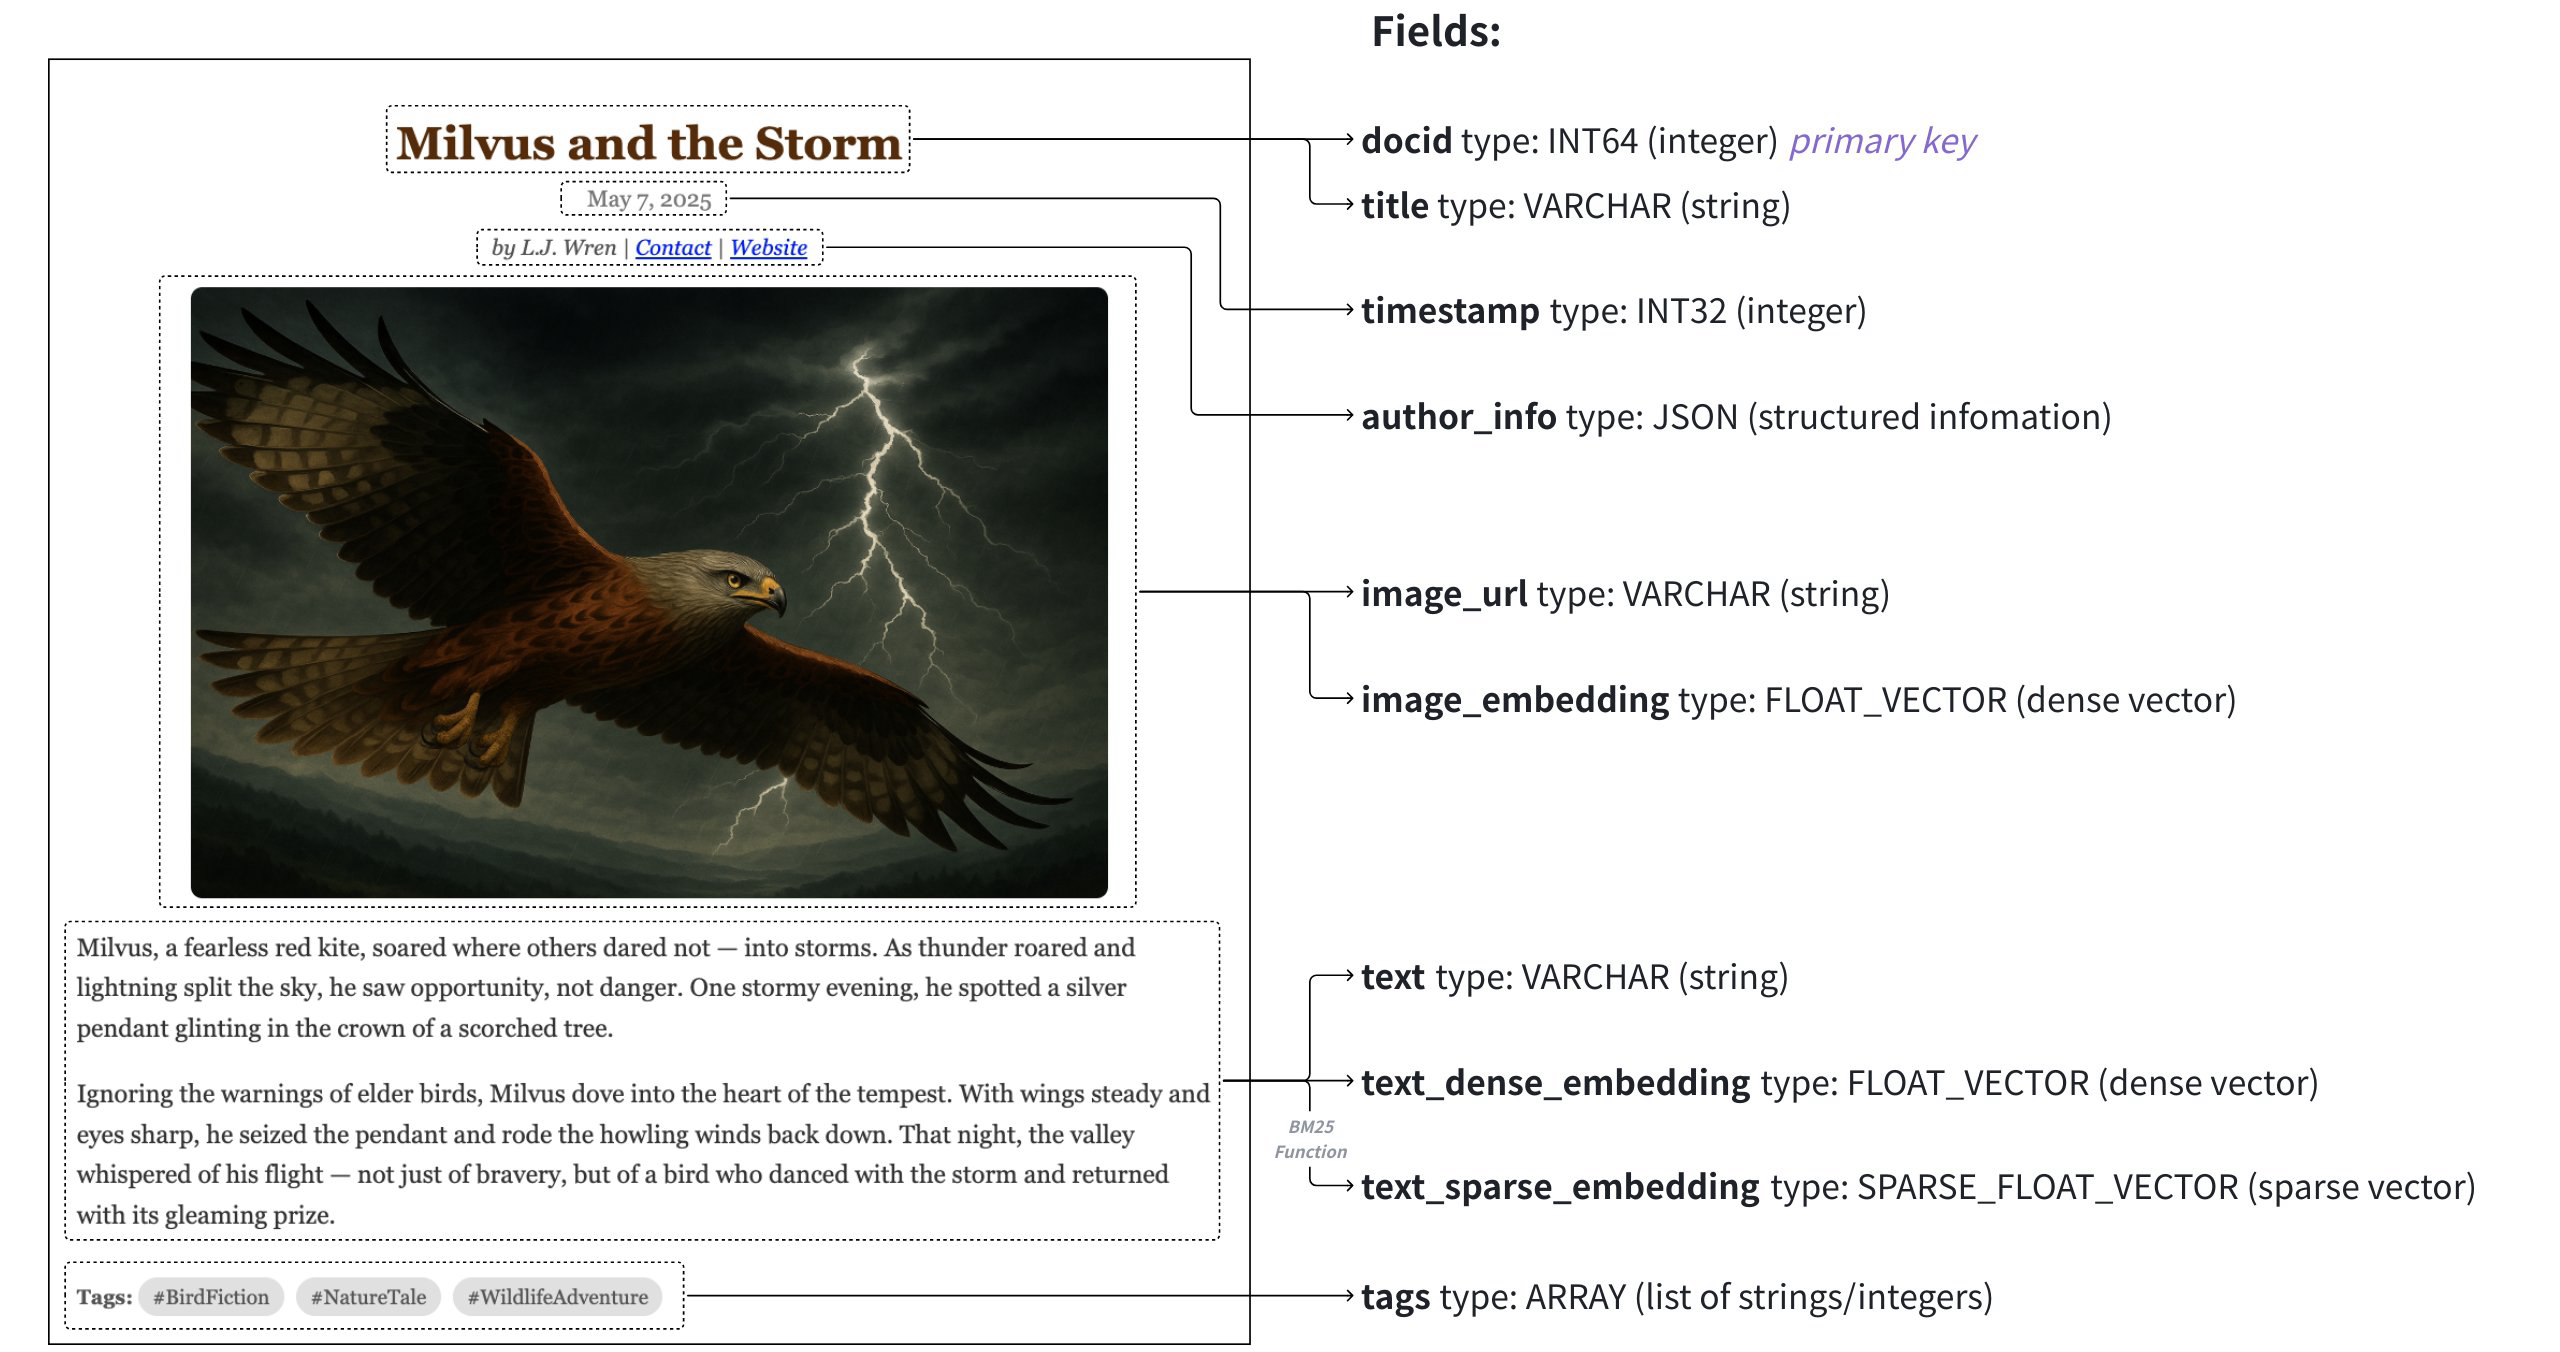 Fields:
Milvus and the Storm
docid type: INT64 (integer) primary key
May 7, 2025
title type: VARCHAR (string)
by L.J. Wren | Contact | Website
timestamp type: INT32 (integer)
author_info type: JSON (structured infomation)
image_url type: VARCHAR (string)
image_embedding type: FLOAT_VECTOR (dense vector)
Milvus, a fearless red kite, soared where others dared not — into storms. As thunder roared and
lightning split the sky, he saw opportunity, not danger. One stormy evening, he spotted a silver
pendant glinting in the crown of a scorched tree.
Ignoring the warnings of elder birds, Milvus dove into the heart of the tempest. With wings steady and
eyes sharp, he seized the pendant and rode the howling winds back down. That night, the valley
whispered of his flight — not just of bravery, but of a bird who danced with the storm and returned
with its gleaming prize.
text type: VARCHAR (string)
text_dense_embedding type: FLOAT_VECTOR (dense vector)
BM25
Function
text_sparse_embedding type: SPARSE_FLOAT_VECTOR (sparse vector)
Tags: #BirdFiction #NatureTale #WildlifeAdventure
tags type: ARRAY (list of strings/integers)